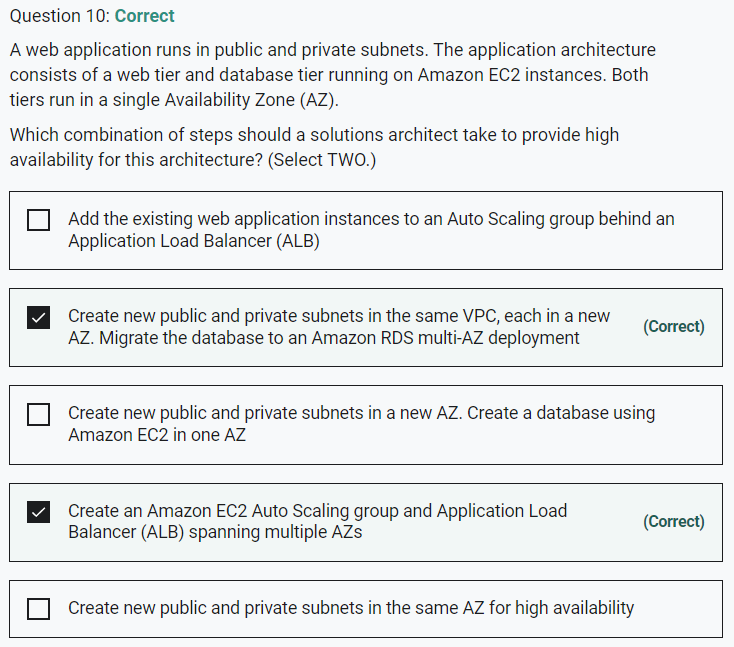 Question 10: Correct
A web application runs in public and private subnets. The application architecture
consists of a web tier and database tier running on Amazon EC2 instances. Both
tiers run in a single Availability Zone (AZ).
Which combination of steps should a solutions architect take to provide high
availability for this architecture? (Select TWO.)
Add the existing web application instances to an Auto Scaling group behind an
Application Load Balancer (ALB)
Create new public and private subnets in the same VPC, each in a new
AZ. Migrate the database to an Amazon RDS multi-AZ deployment
(Correct)
Create new public and private subnets in a new AZ. Create a database using
Amazon EC2 in one AZ
Create an Amazon EC2 Auto Scaling group and Application Load
Balancer (ALB) spanning multiple AZs
(Correct)
Create new public and private subnets in the same AZ for high availability